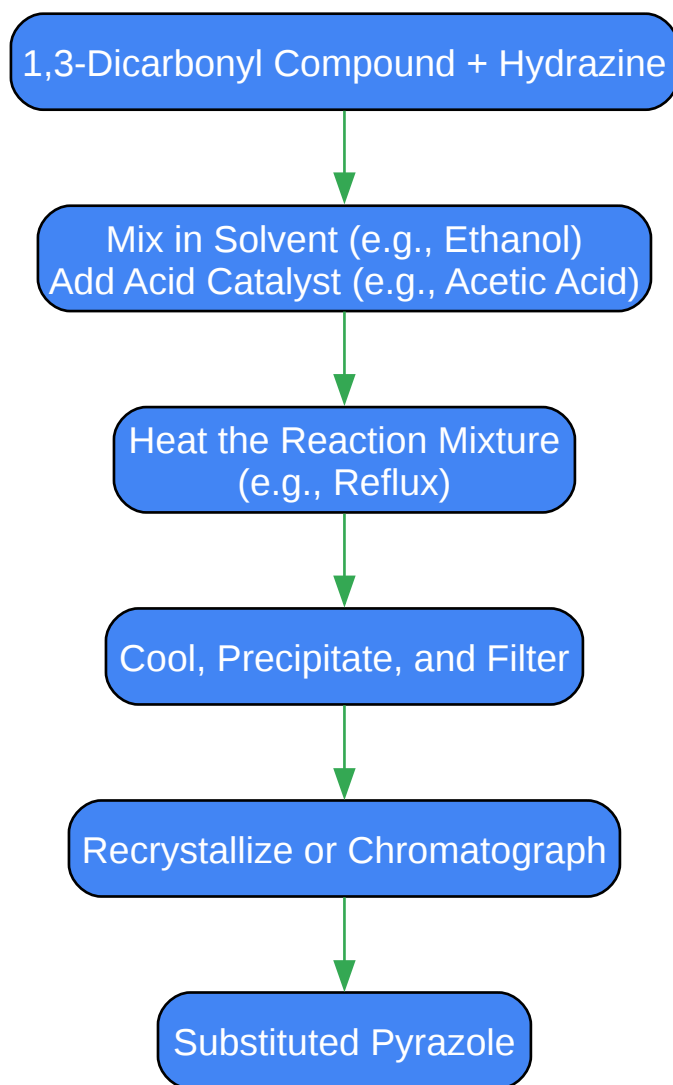 1,3-Dicarbonyl Compound + Hydrazine
Mix in Solvent (e.g., Ethanol)
Add Acid Catalyst (e.g., Acetic Acid)
Heat the Reaction Mixture
(e.g., Reflux)
Cool, Precipitate, and Filter
Recrystallize or Chromatograph
Substituted Pyrazole